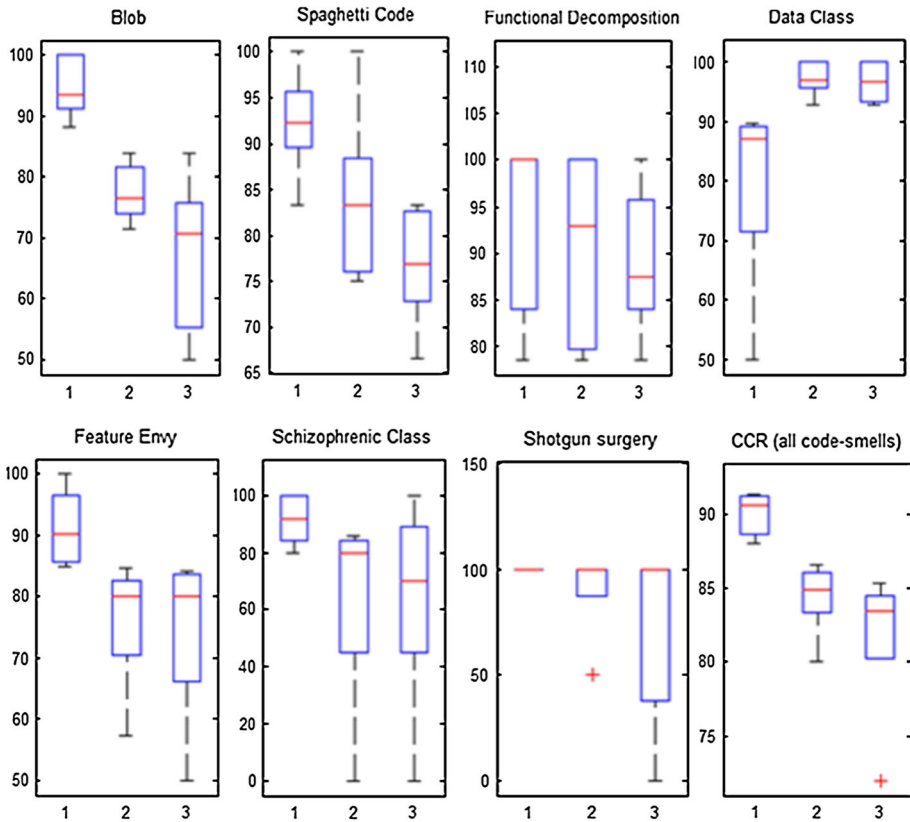 Blob
100
90
80
70
60
50
1 2 3
Spaghetti Code
100
95
90
85
80
75
70
65
1 2 3
Functional Decomposition
110
105
100
95
90
85
80
1 2 3
Data Class
100
90
80
70
60
50
1 2 3
Feature Envy
100
90
80
70
60
50
1 2 3
Schizophrenic Class
100
80
60
40
20
0
1 2 3
Shotgun surgery
150
100
50
0
1 2 3
CCR (all code-smells)
90
85
80
75
1 2 3